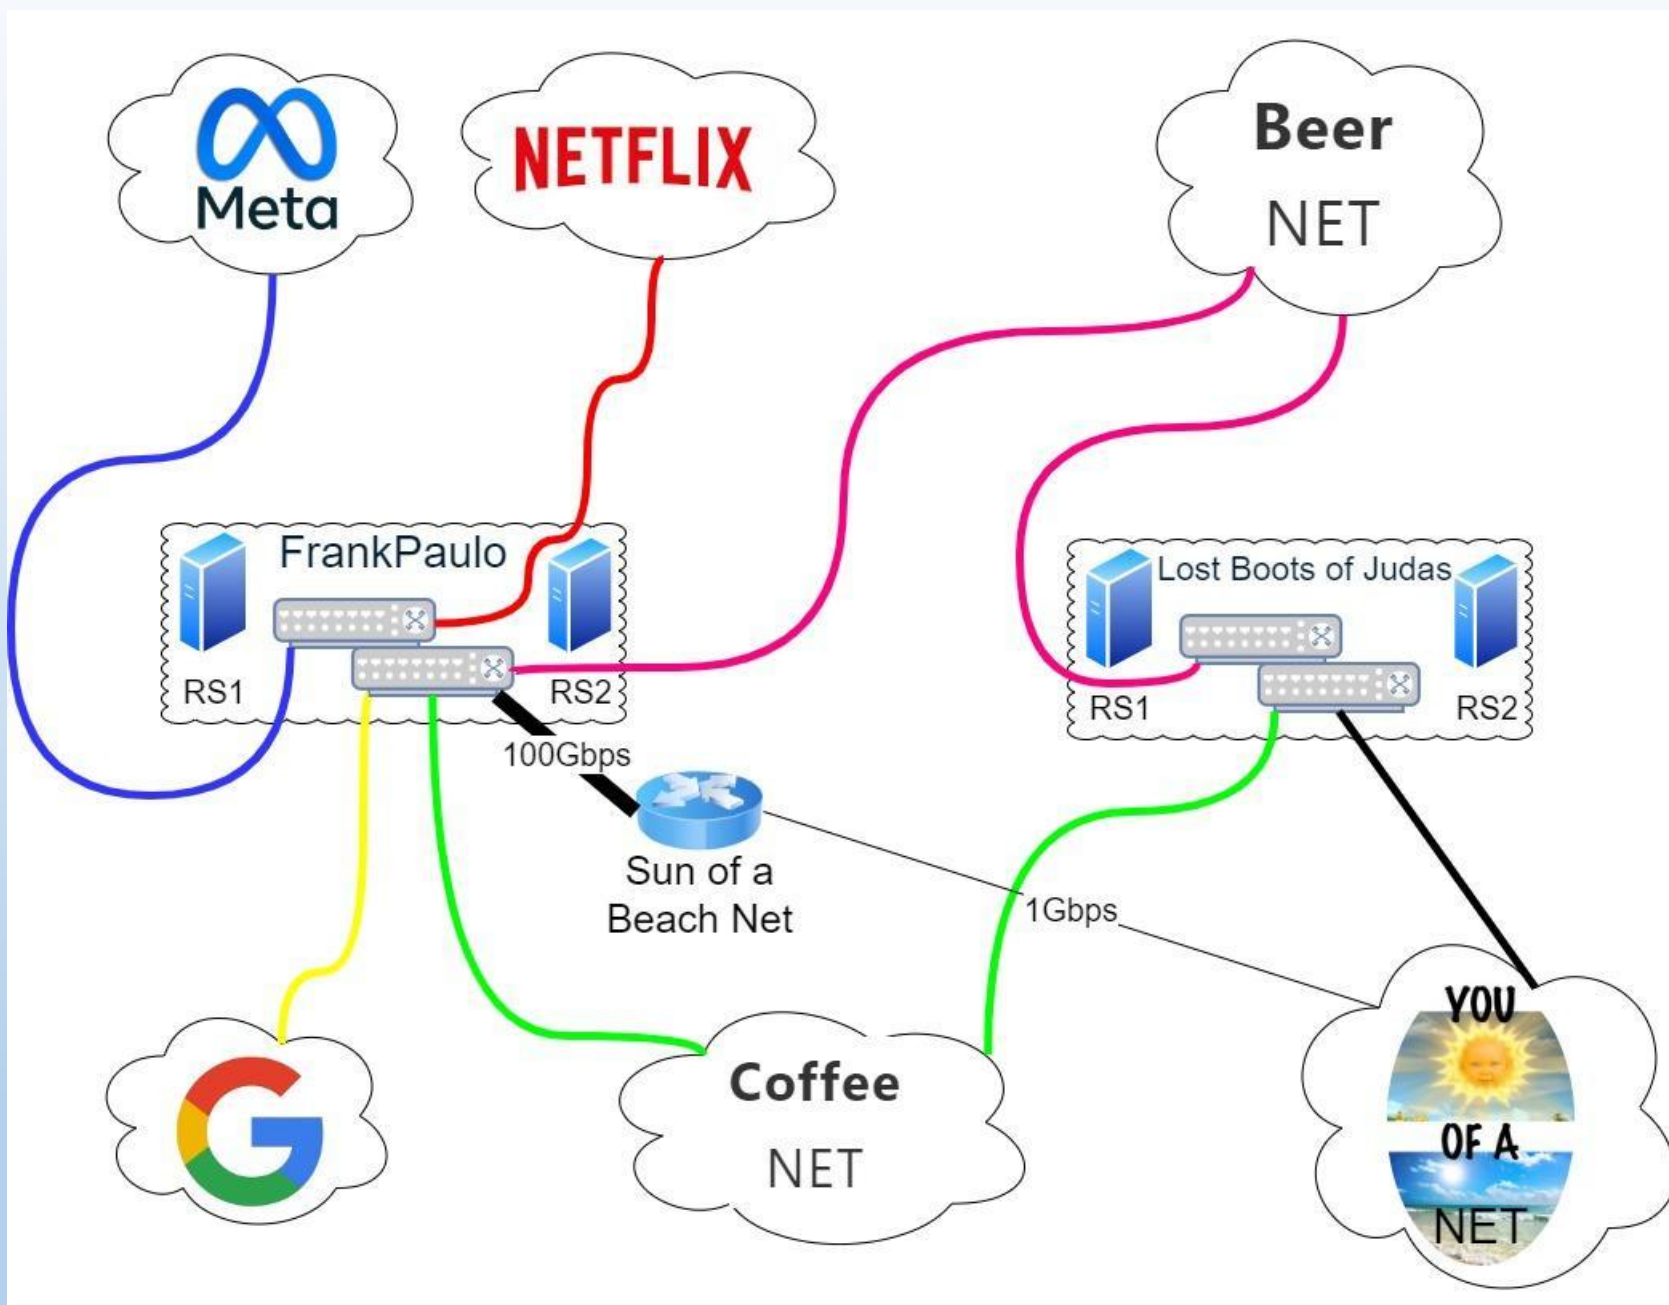 Meta
NETFLIX
Beer
NET
FrankPaulo
RS1
RS2
Lost Boots of Judas
RS1
RS2
100Gbps
Sun of a
Beach Net
1Gbps
Coffee
NET
YOU
OF A
NET